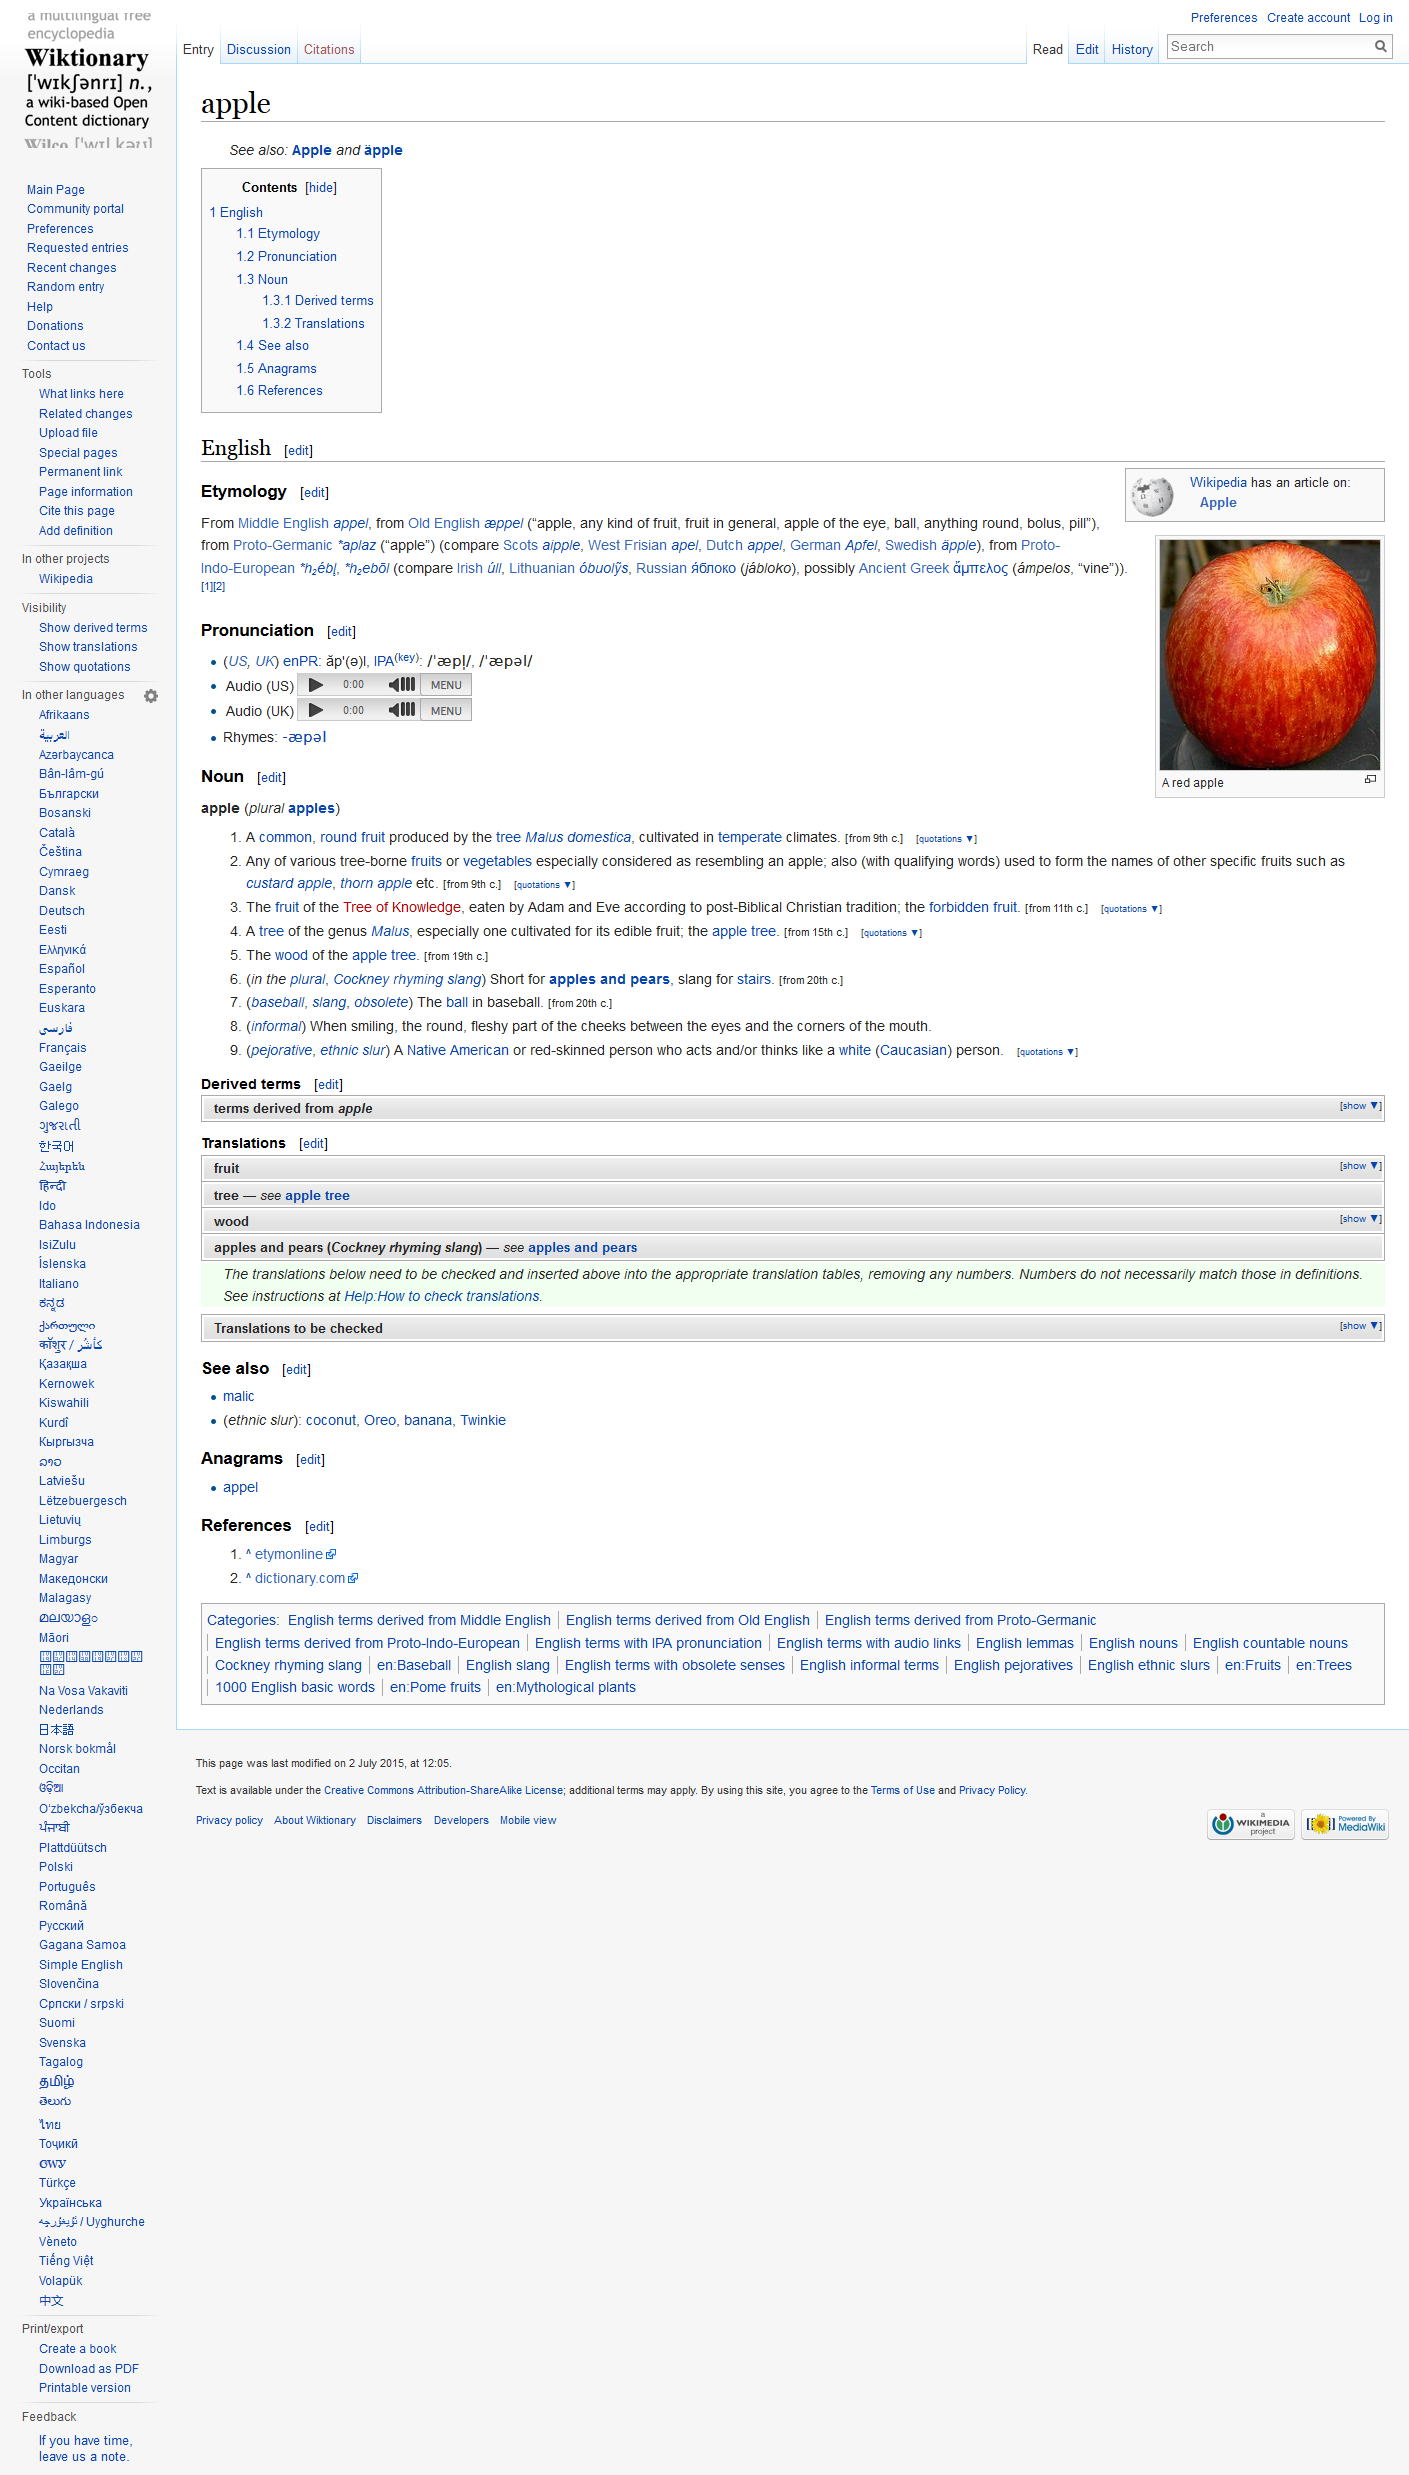 a multilingual free
encyclopedia
Wiktionary
['wɪkʃənrɪ] n.,
a wiki-based Open
Content dictionary
Wilco ['wɪl kəʊ]
Preferences Create account Log in
Entry Discussion Citations
Read Edit History Search
apple
See also: Apple and äpple
Contents [hide]
1 English
1.1 Etymology
1.2 Pronunciation
1.3 Noun
1.3.1 Derived terms
1.3.2 Translations
1.4 See also
1.5 Anagrams
1.6 References
English [edit]
Wikipedia has an article on:
Apple
Etymology [edit]
From Middle English appel, from Old English æppel (“apple, any kind of fruit, fruit in general, apple of the eye, ball, anything round, bolus, pill”),
from Proto-Germanic *aplaz (“apple”) (compare Scots aipple, West Frisian apel, Dutch appel, German Apfel, Swedish äpple), from Proto-
Indo-European *h₂ébl̥, *h₂ebōl (compare Irish úll, Lithuanian óbuolỹs, Russian я́блоко (jábloko), possibly Ancient Greek ἄμπελος (ámpelos, “vine”)).
[1][2]
A red apple
Pronunciation [edit]
(US, UK) enPR: ăp'(ə)l, IPA(key): /ˈæpl̩/, /ˈæpəl/
Audio (US) 0:00 MENU
Audio (UK) 0:00 MENU
Rhymes: -æpəl
Noun [edit]
apple (plural apples)
1. A common, round fruit produced by the tree Malus domestica, cultivated in temperate climates. [from 9th c.] [quotations ▼]
2. Any of various tree-borne fruits or vegetables especially considered as resembling an apple; also (with qualifying words) used to form the names of other specific fruits such as
custard apple, thorn apple etc. [from 9th c.] [quotations ▼]
3. The fruit of the Tree of Knowledge, eaten by Adam and Eve according to post-Biblical Christian tradition; the forbidden fruit. [from 11th c.] [quotations ▼]
4. A tree of the genus Malus, especially one cultivated for its edible fruit; the apple tree. [from 15th c.] [quotations ▼]
5. The wood of the apple tree. [from 19th c.]
6. (in the plural, Cockney rhyming slang) Short for apples and pears, slang for stairs. [from 20th c.]
7. (baseball, slang, obsolete) The ball in baseball. [from 20th c.]
8. (informal) When smiling, the round, fleshy part of the cheeks between the eyes and the corners of the mouth.
9. (pejorative, ethnic slur) A Native American or red-skinned person who acts and/or thinks like a white (Caucasian) person. [quotations ▼]
Derived terms [edit]
terms derived from apple [show ▼]
Translations [edit]
fruit [show ▼]
tree — see apple tree
wood [show ▼]
apples and pears (Cockney rhyming slang) — see apples and pears
The translations below need to be checked and inserted above into the appropriate translation tables, removing any numbers. Numbers do not necessarily match those in definitions.
See instructions at Help:How to check translations.
Translations to be checked [show ▼]
See also [edit]
malic
(ethnic slur): coconut, Oreo, banana, Twinkie
Anagrams [edit]
appel
References [edit]
1. ^ etymonline
2. ^ dictionary.com
Categories: English terms derived from Middle English | English terms derived from Old English | English terms derived from Proto-Germanic
| English terms derived from Proto-Indo-European | English terms with IPA pronunciation | English terms with audio links | English lemmas | English nouns | English countable nouns
| Cockney rhyming slang | en:Baseball | English slang | English terms with obsolete senses | English informal terms | English pejoratives | English ethnic slurs | en:Fruits | en:Trees
| 1000 English basic words | en:Pome fruits | en:Mythological plants
This page was last modified on 2 July 2015, at 12:05.
Text is available under the Creative Commons Attribution-ShareAlike License; additional terms may apply. By using this site, you agree to the Terms of Use and Privacy Policy.
Privacy policy About Wiktionary Disclaimers Developers Mobile view
a WIKIMEDIA project
Powered By MediaWiki
Main Page
Community portal
Preferences
Requested entries
Recent changes
Random entry
Help
Donations
Contact us
Tools
What links here
Related changes
Upload file
Special pages
Permanent link
Page information
Cite this page
Add definition
In other projects
Wikipedia
Visibility
Show derived terms
Show translations
Show quotations
In other languages
Afrikaans
العربية
Azərbaycanca
Bân-lâm-gú
Български
Bosanski
Català
Čeština
Cymraeg
Dansk
Deutsch
Eesti
Ελληνικά
Español
Esperanto
Euskara
فارسی
Français
Gaeilge
Gaelg
Galego
ગુજરાતી
한국어
Հայերեն
हिन्दी
Ido
Bahasa Indonesia
IsiZulu
Íslenska
Italiano
ಕನ್ನಡ
ქართული
कॉशुर / كأشُر
Қазақша
Kernowek
Kiswahili
Kurdî
Кыргызча
ລາວ
Latviešu
Lëtzebuergesch
Lietuvių
Limburgs
Magyar
Македонски
Malagasy
മലയാളം
Māori
Na Vosa Vakaviti
Nederlands
日本語
Norsk bokmål
Occitan
ଓଡ଼ିଆ
Oʻzbekcha/ўзбекча
ਪੰਜਾਬੀ
Plattdüütsch
Polski
Português
Română
Русский
Gagana Samoa
Simple English
Slovenčina
Српски / srpski
Suomi
Svenska
Tagalog
தமிழ்
తెలుగు
ไทย
Тоҷикӣ
ᏣᎳᎩ
Türkçe
Українська
ئۇيغۇرچە / Uyghurche
Vèneto
Tiếng Việt
Volapük
中文
Print/export
Create a book
Download as PDF
Printable version
Feedback
If you have time,
leave us a note.